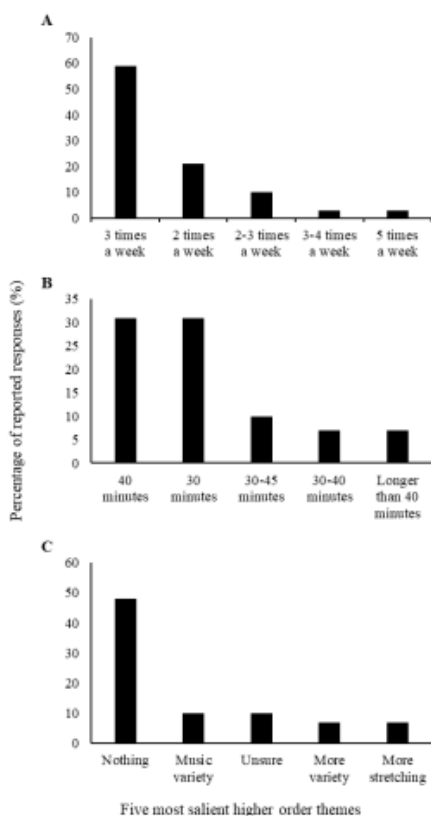 A
70
60
50
40
30
20
10
0
3 times 2 times 2-3 times 3-4 times 5 times
a week a week a week a week a week
B
35
30
25
20
15
10
5
0
40 30 30-45 30-40 Longer
minutes minutes minutes minutes than 40
minutes
C
60
50
40
30
20
10
0
Nothing Music Unsure More More
variety variety stretching
Percentage of reported responses (%)
Five most salient higher order themes